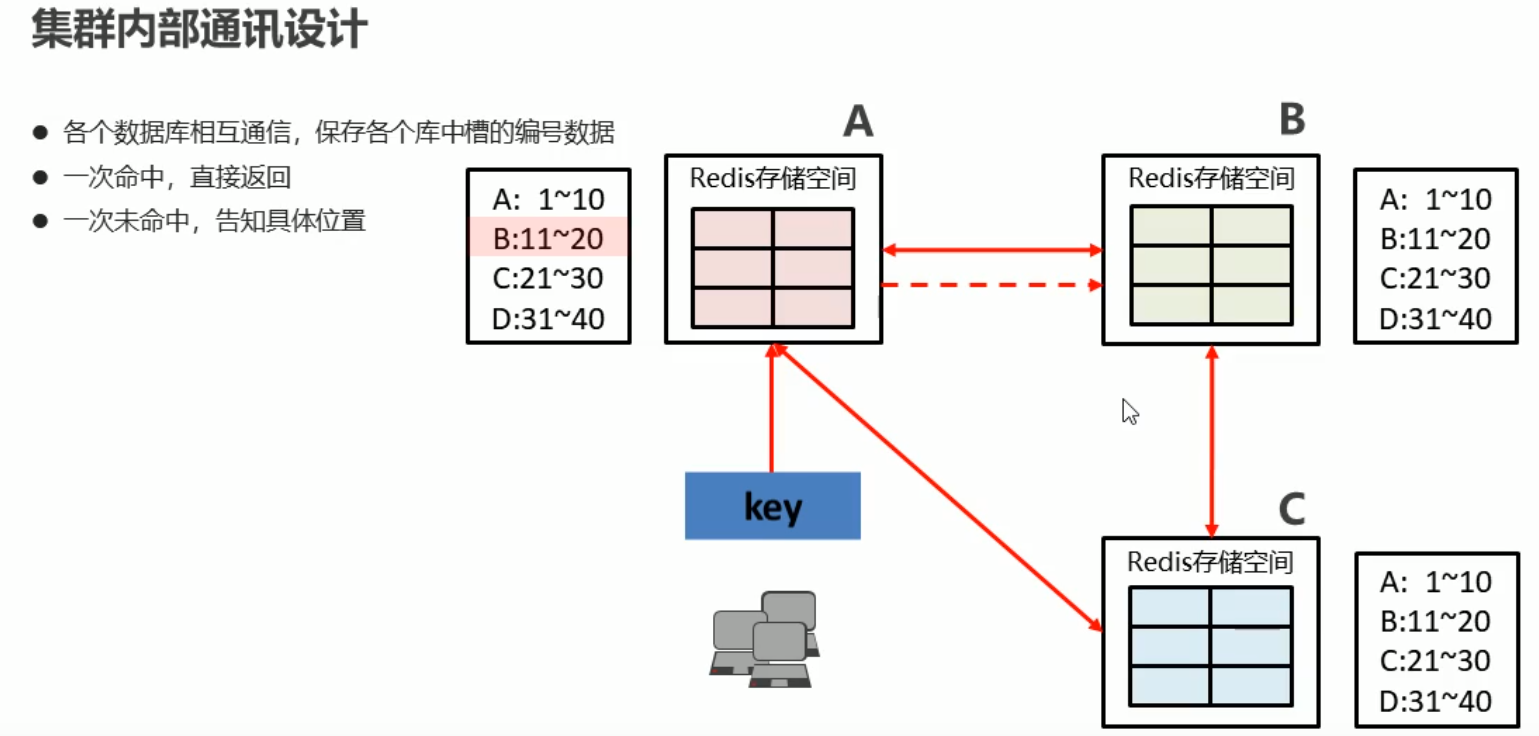 集群内部通讯设计
● 各个数据库相互通信，保存各个库中槽的编号数据
● 一次命中，直接返回
● 一次未命中，告知具体位置
A: 1~10
B:11~20
C:21~30
D:31~40
A
Redis存储空间
B
Redis存储空间
A: 1~10
B:11~20
C:21~30
D:31~40
key
C
Redis存储空间
A: 1~10
B:11~20
C:21~30
D:31~40